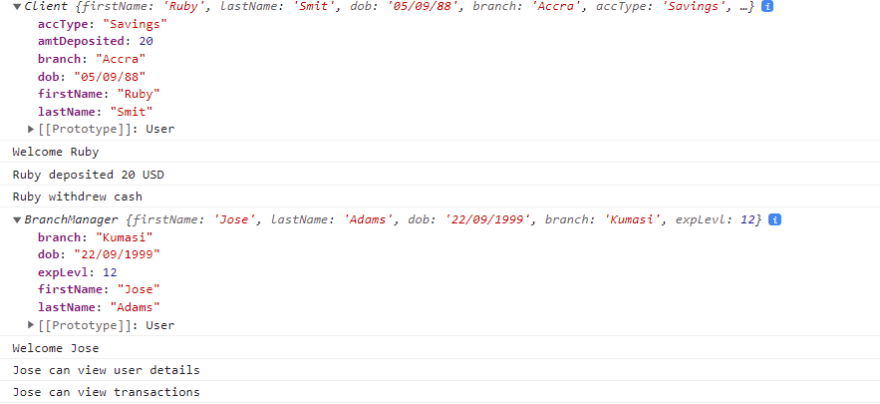 ▼Client {firstName: 'Ruby', lastName: 'Smit', dob: '05/09/88', branch: 'Accra', accType: 'Savings', …} i
accType: "Savings"
amtDeposited: 20
branch: "Accra"
dob: "05/09/88"
firstName: "Ruby"
lastName: "Smit"
▶[[Prototype]]: User
Welcome Ruby
Ruby deposited 20 USD
Ruby withdrew cash
▼BranchManager {firstName: 'Jose', lastName: 'Adams', dob: '22/09/1999', branch: 'Kumasi', expLevl: 12} i
branch: "Kumasi"
dob: "22/09/1999"
expLevl: 12
firstName: "Jose"
lastName: "Adams"
▶[[Prototype]]: User
Welcome Jose
Jose can view user details
Jose can view transactions